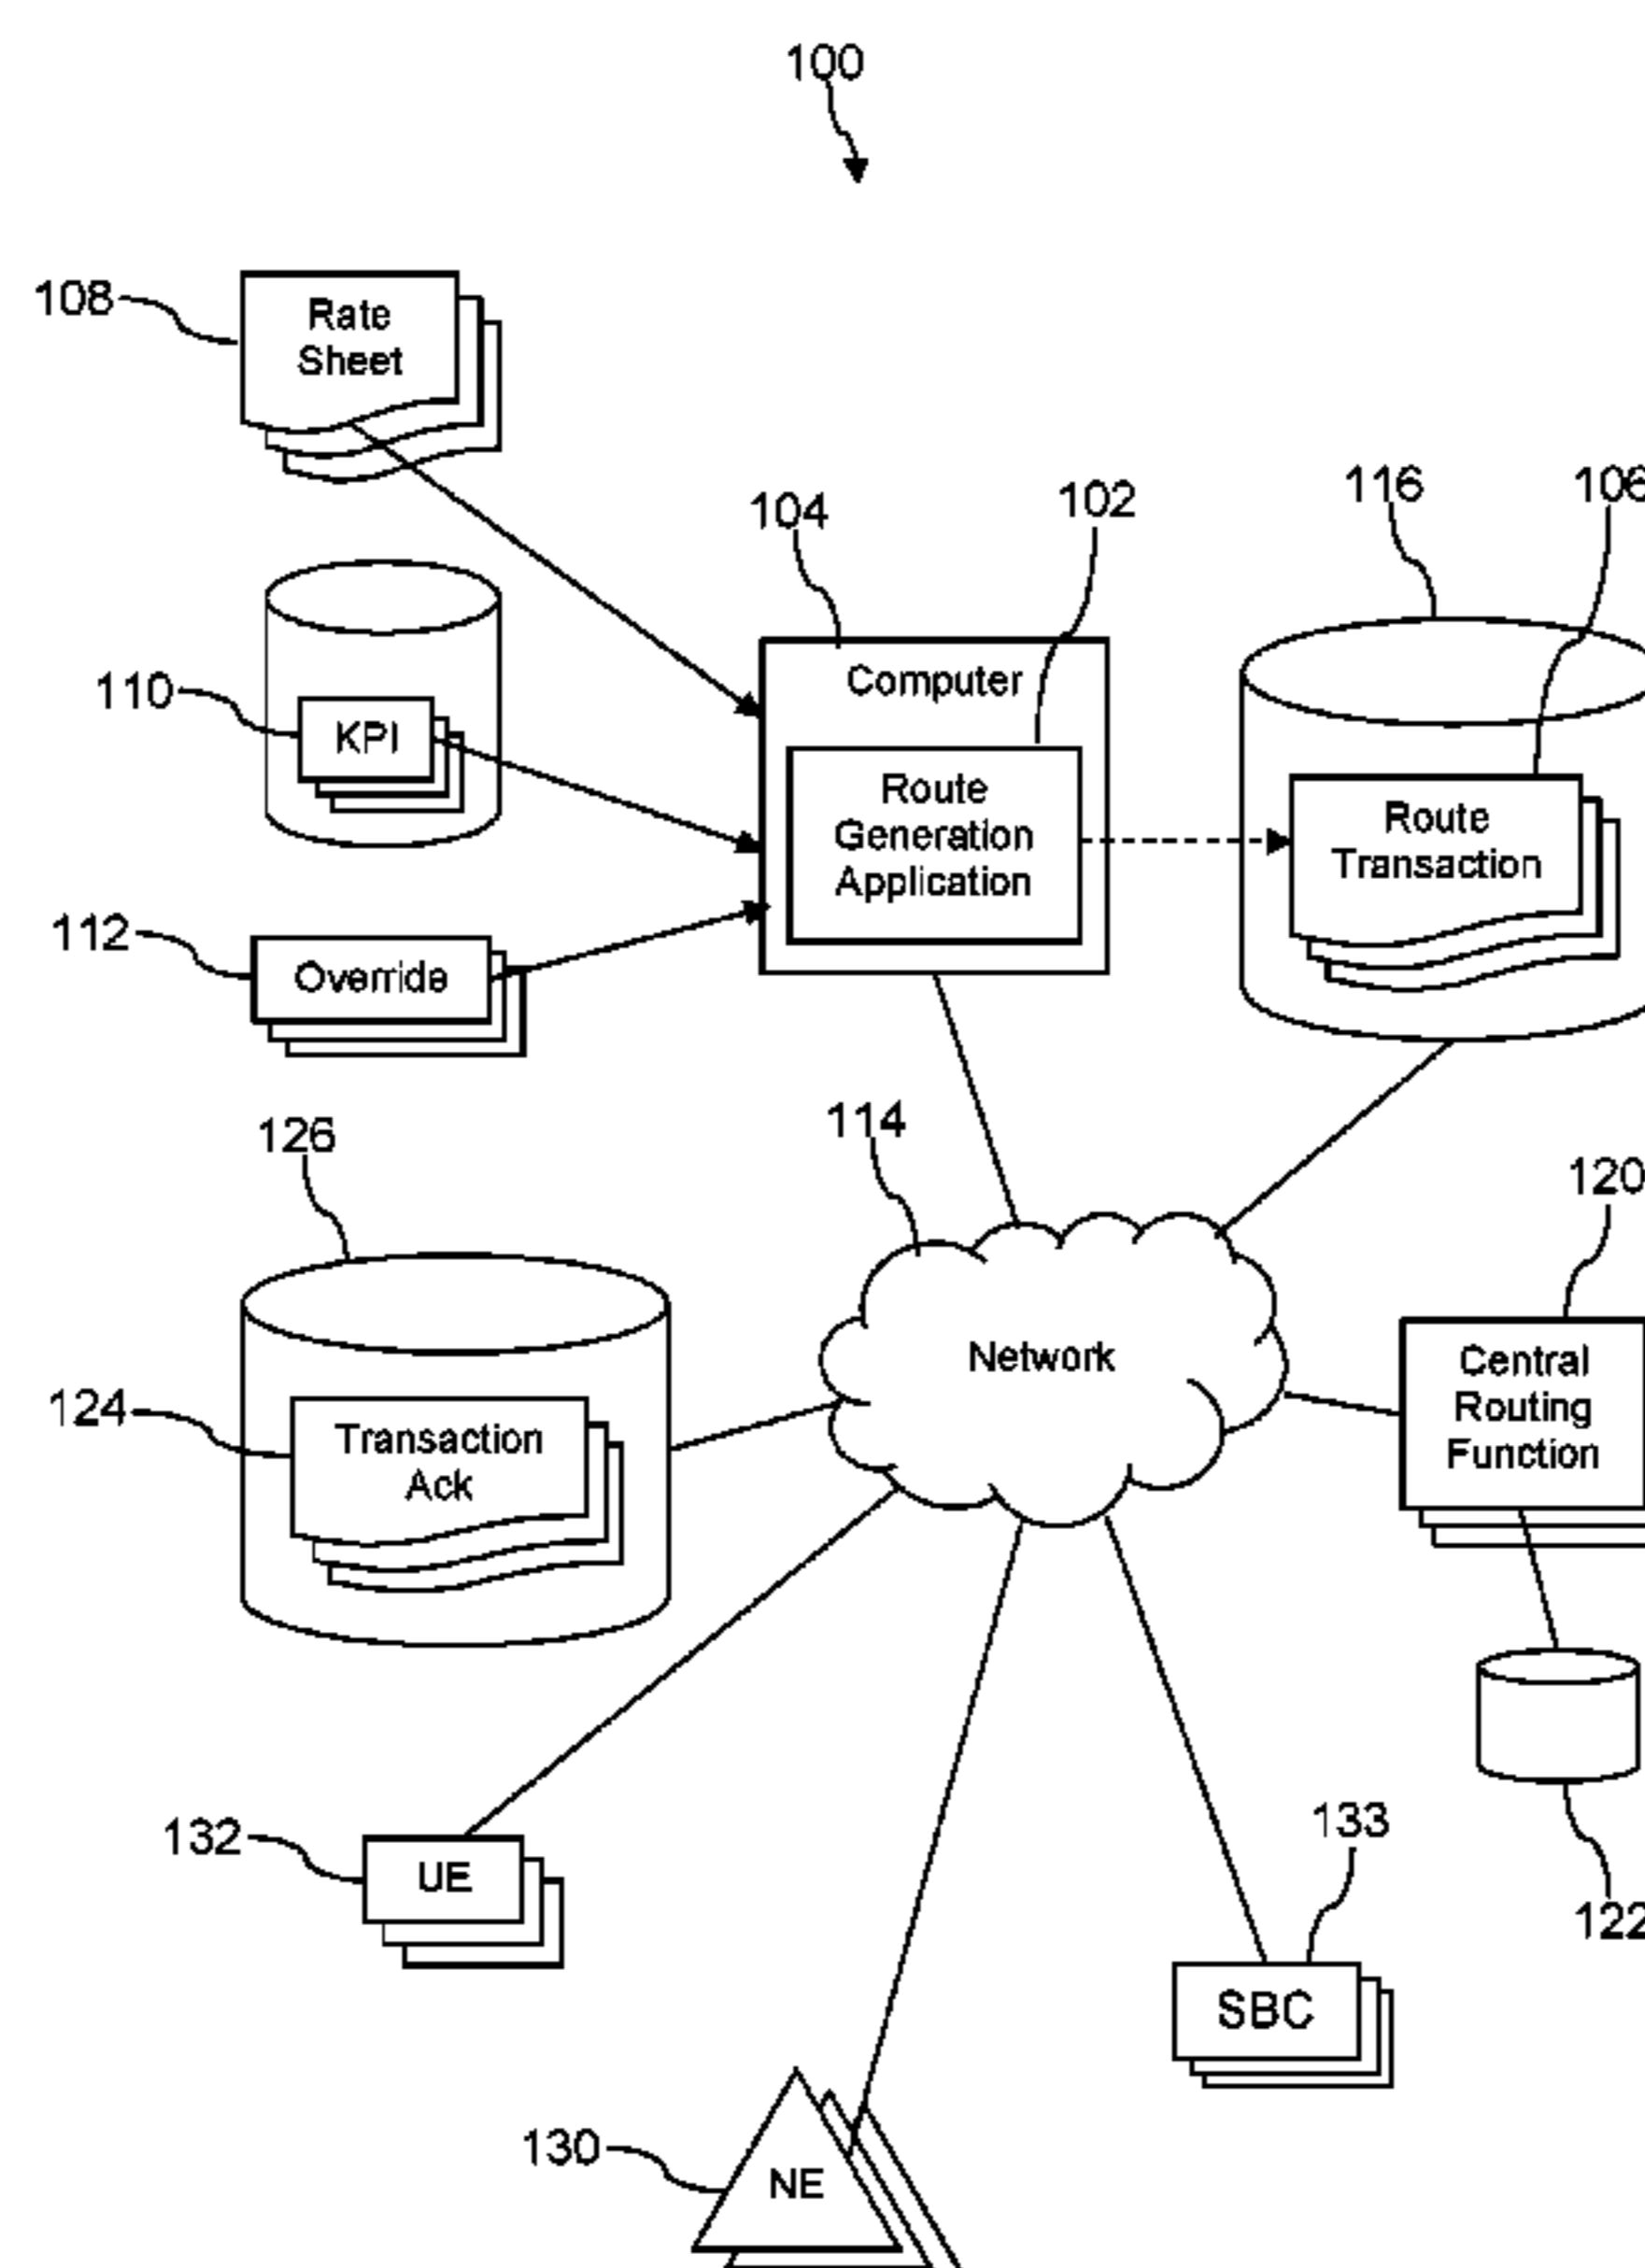 100
108
Rate
Sheet
104
102
116
106
110
KPI
Computer
Route
Generation
Application
Route
Transaction
112
Override
126
114
120
Network
Central
Routing
Function
124
Transaction
Ack
132
UE
133
122
SBC
130
NE